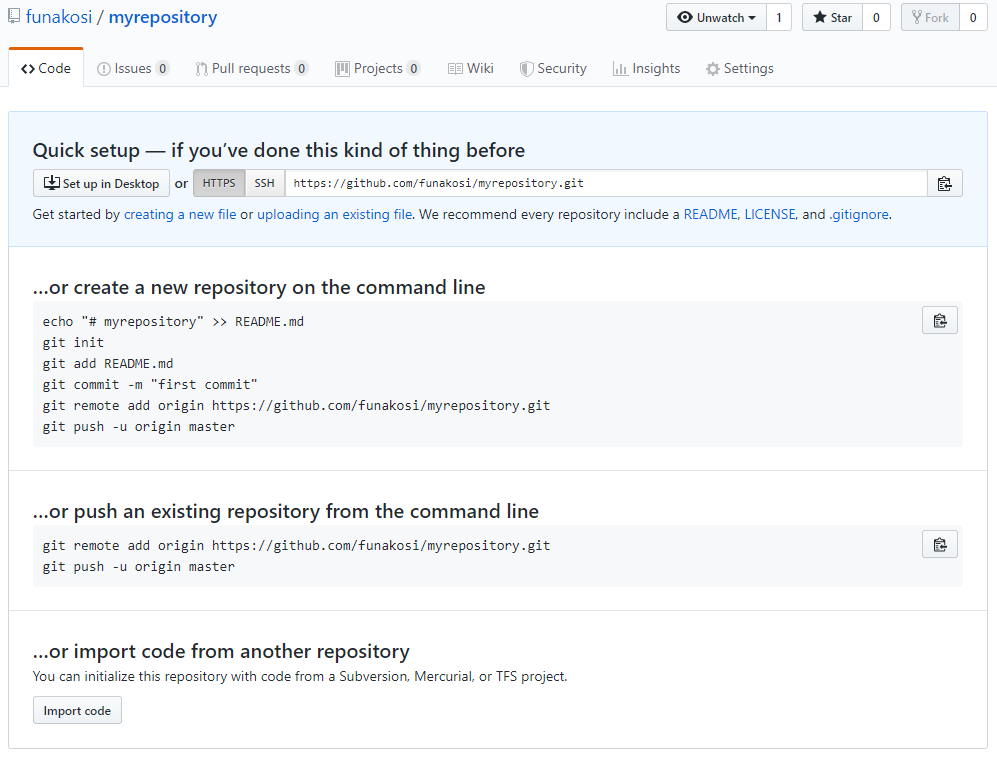 funakosi / myrepository
Unwatch 1 Star 0 Fork 0
Code Issues 0 Pull requests 0 Projects 0 Wiki Security Insights Settings
Quick setup — if you’ve done this kind of thing before
Set up in Desktop or HTTPS SSH https://github.com/funakosi/myrepository.git
Get started by creating a new file or uploading an existing file. We recommend every repository include a README, LICENSE, and .gitignore.
…or create a new repository on the command line
echo "# myrepository" >> README.md
git init
git add README.md
git commit -m "first commit"
git remote add origin https://github.com/funakosi/myrepository.git
git push -u origin master
…or push an existing repository from the command line
git remote add origin https://github.com/funakosi/myrepository.git
git push -u origin master
…or import code from another repository
You can initialize this repository with code from a Subversion, Mercurial, or TFS project.
Import code